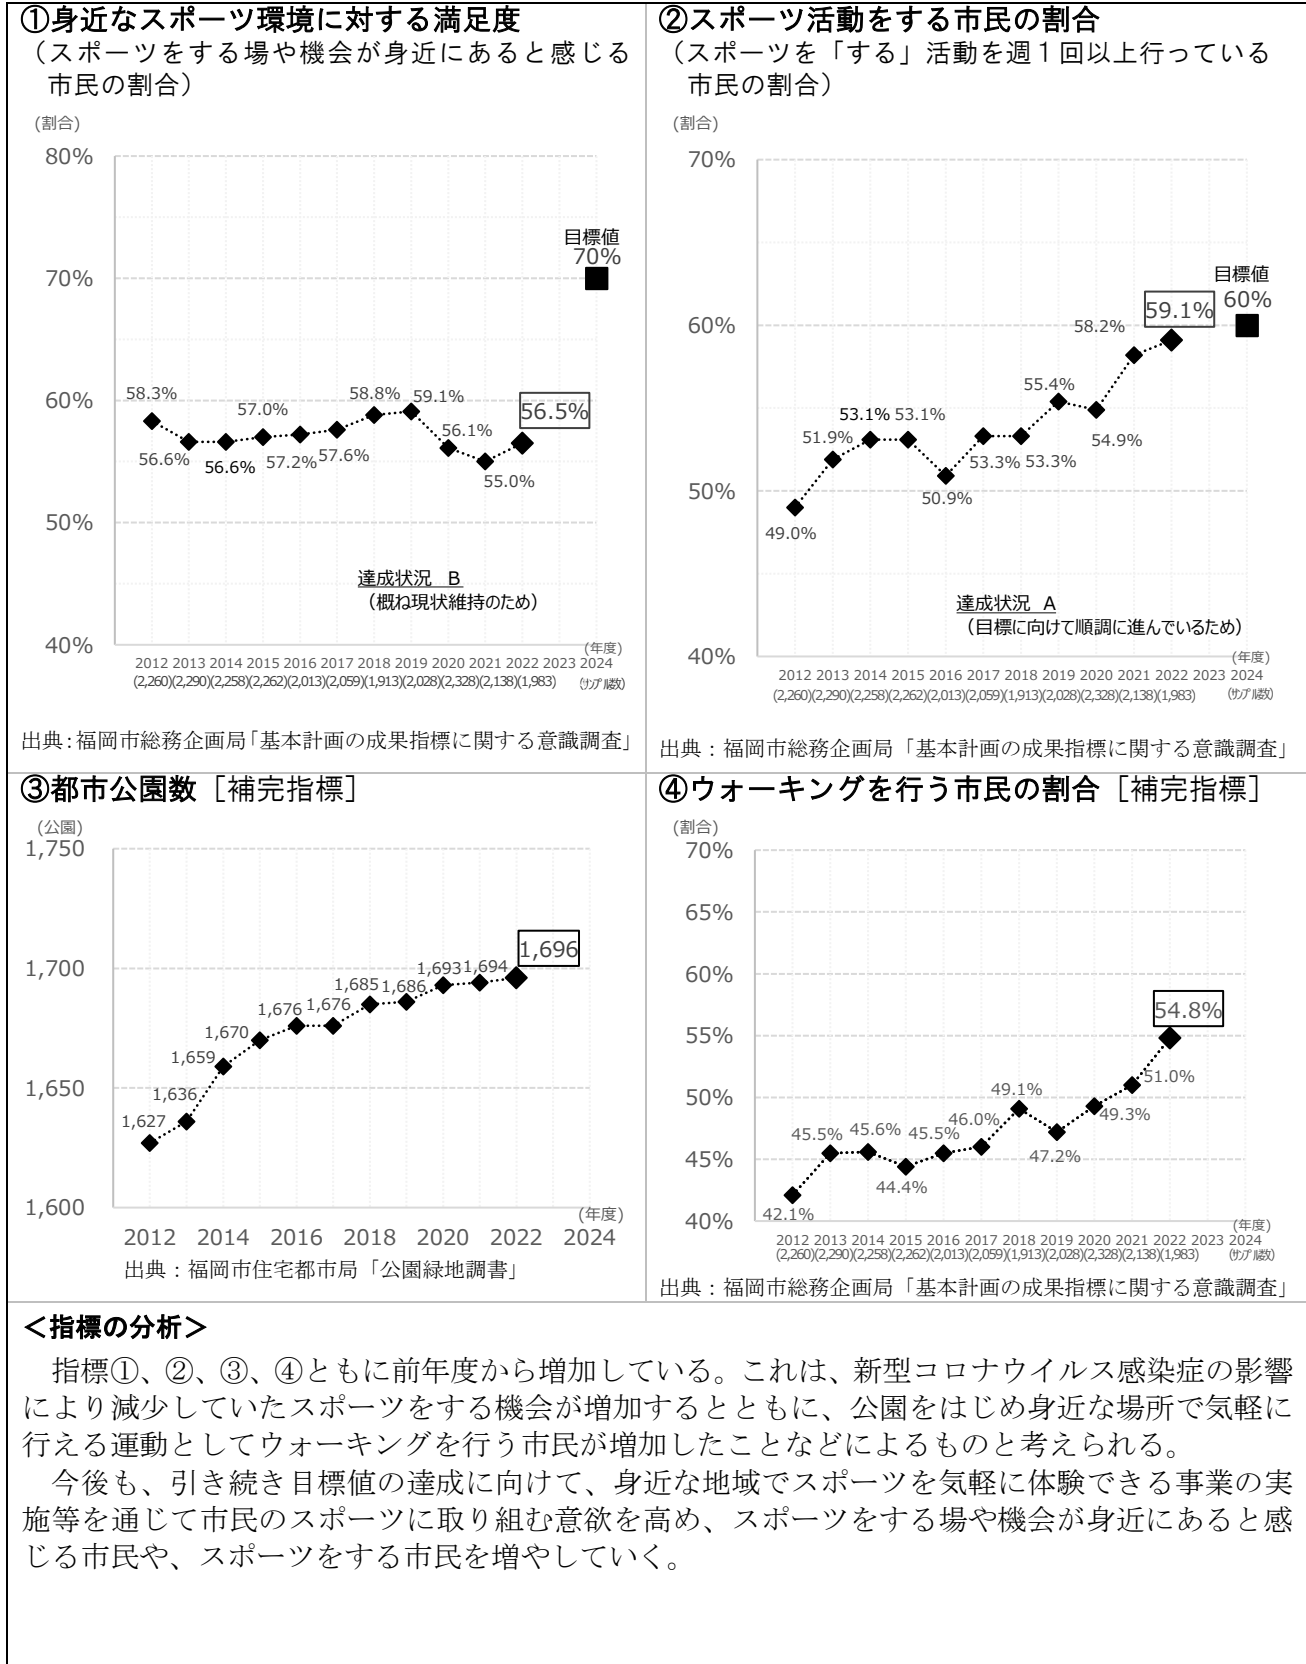 ①身近なスポーツ環境に対する満足度
（スポーツをする場や機会が身近にあると感じる
市民の割合）
(割合)
80%
70%
60%
50%
40%
目標値
70%
58.3%
56.6%
56.6%
57.0%
57.2%
57.6%
58.8%
59.1%
56.1%
55.0%
56.5%
達成状況　B
（概ね現状維持のため）
(年度)
2012 2013 2014 2015 2016 2017 2018 2019 2020 2021 2022 2023 2024
(2,260)(2,290)(2,258)(2,262)(2,013)(2,059)(1,913)(2,028)(2,328)(2,138)(1,983) (サンプル数)
出典：福岡市総務企画局「基本計画の成果指標に関する意識調査」
②スポーツ活動をする市民の割合
（スポーツを「する」活動を週１回以上行っている
市民の割合）
(割合)
70%
60%
50%
40%
目標値
60%
49.0%
51.9%
53.1%
53.1%
50.9%
53.3%
53.3%
55.4%
54.9%
58.2%
59.1%
達成状況　A
（目標に向けて順調に進んでいるため）
(年度)
2012 2013 2014 2015 2016 2017 2018 2019 2020 2021 2022 2023 2024
(2,260)(2,290)(2,258)(2,262)(2,013)(2,059)(1,913)(2,028)(2,328)(2,138)(1,983) (サンプル数)
出典：福岡市総務企画局「基本計画の成果指標に関する意識調査」
③都市公園数［補完指標］
(公園)
1,750
1,700
1,650
1,600
1,627
1,636
1,659
1,670
1,676
1,676
1,685
1,686
1,693
1,694
1,696
(年度)
2012 2014 2016 2018 2020 2022 2024
出典：福岡市住宅都市局「公園緑地調書」
④ウォーキングを行う市民の割合［補完指標］
(割合)
70%
65%
60%
55%
50%
45%
40%
42.1%
45.5%
45.6%
44.4%
45.5%
46.0%
49.1%
47.2%
49.3%
51.0%
54.8%
(年度)
2012 2013 2014 2015 2016 2017 2018 2019 2020 2021 2022 2023 2024
(2,260)(2,290)(2,258)(2,262)(2,013)(2,059)(1,913)(2,028)(2,328)(2,138)(1,983) (サンプル数)
出典：福岡市総務企画局「基本計画の成果指標に関する意識調査」
＜指標の分析＞
指標①、②、③、④ともに前年度から増加している。これは、新型コロナウイルス感染症の影響
により減少していたスポーツをする機会が増加するとともに、公園をはじめ身近な場所で気軽に
行える運動としてウォーキングを行う市民が増加したことなどによるものと考えられる。
今後も、引き続き目標値の達成に向けて、身近な地域でスポーツを気軽に体験できる事業の実
施等を通じて市民のスポーツに取り組む意欲を高め、スポーツをする場や機会が身近にあると感
じる市民や、スポーツをする市民を増やしていく。